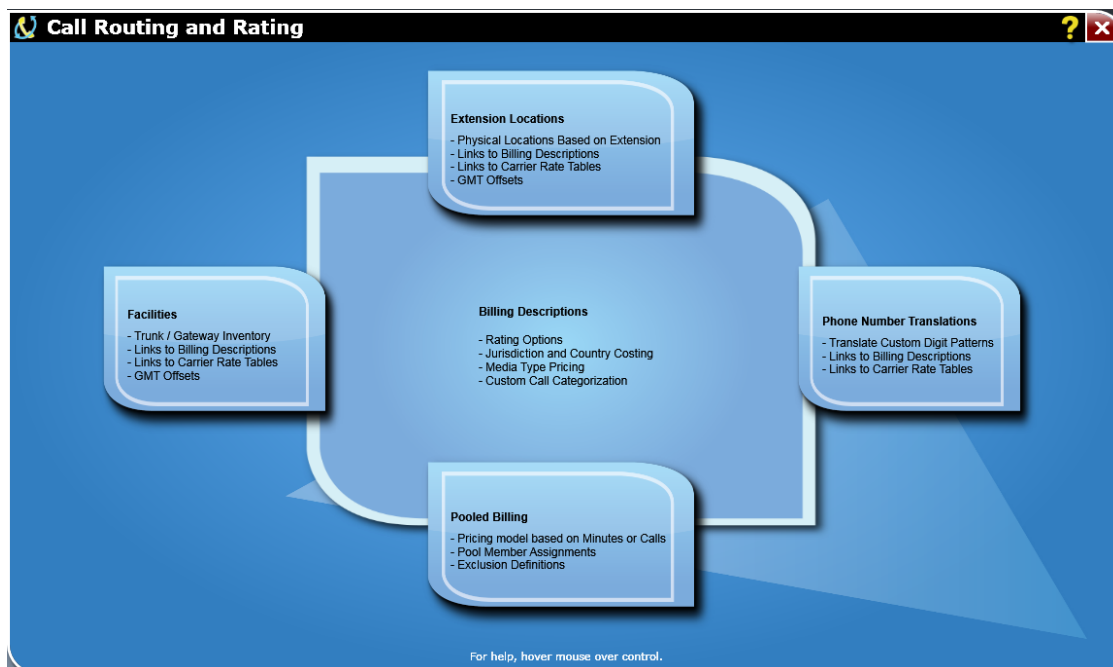 Call Routing and Rating
?
X
Extension Locations
- Physical Locations Based on Extension
- Links to Billing Descriptions
- Links to Carrier Rate Tables
- GMT Offsets
Facilities
- Trunk / Gateway Inventory
- Links to Billing Descriptions
- Links to Carrier Rate Tables
- GMT Offsets
Billing Descriptions
- Rating Options
- Jurisdiction and Country Costing
- Media Type Pricing
- Custom Call Categorization
Phone Number Translations
- Translate Custom Digit Patterns
- Links to Billing Descriptions
- Links to Carrier Rate Tables
Pooled Billing
- Pricing model based on Minutes or Calls
- Pool Member Assignments
- Exclusion Definitions
For help, hover mouse over control.